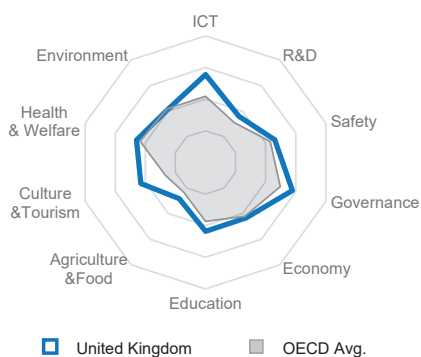 ICT
Environment
R&D
Health
& Welfare
Safety
Culture
&Tourism
Governance
Agriculture
&Food
Economy
Education
United Kingdom
OECD Avg.